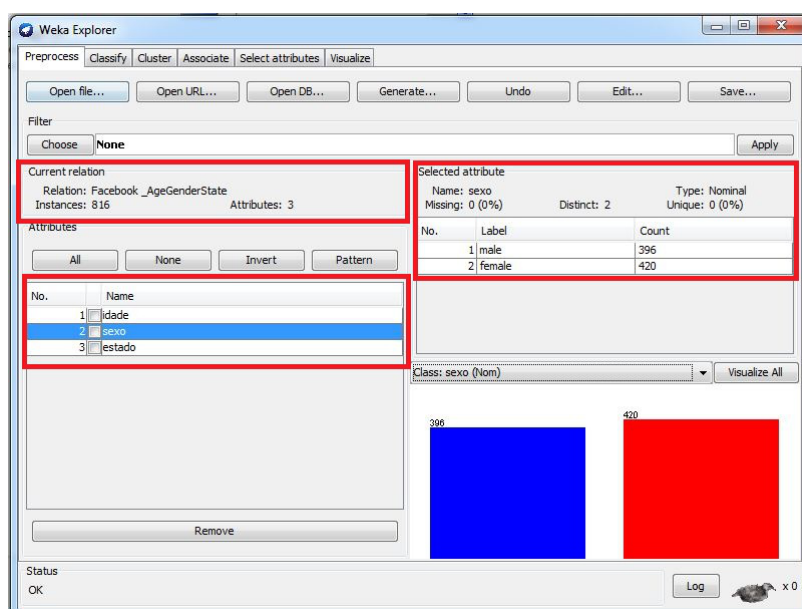 Weka Explorer
Preprocess Classify Cluster Associate Select attributes Visualize
Open file... Open URL... Open DB... Generate... Undo Edit... Save...
Filter
Choose None Apply
Current relation
Relation: Facebook _AgeGenderState
Instances: 816 Attributes: 3
Attributes
All None Invert Pattern
No. Name
1 idade
2 sexo
3 estado
Remove
Selected attribute
Name: sexo Type: Nominal
Missing: 0 (0%) Distinct: 2 Unique: 0 (0%)
No. Label Count
1 male 396
2 female 420
Class: sexo (Nom) Visualize All
396 420
Status
OK Log x 0